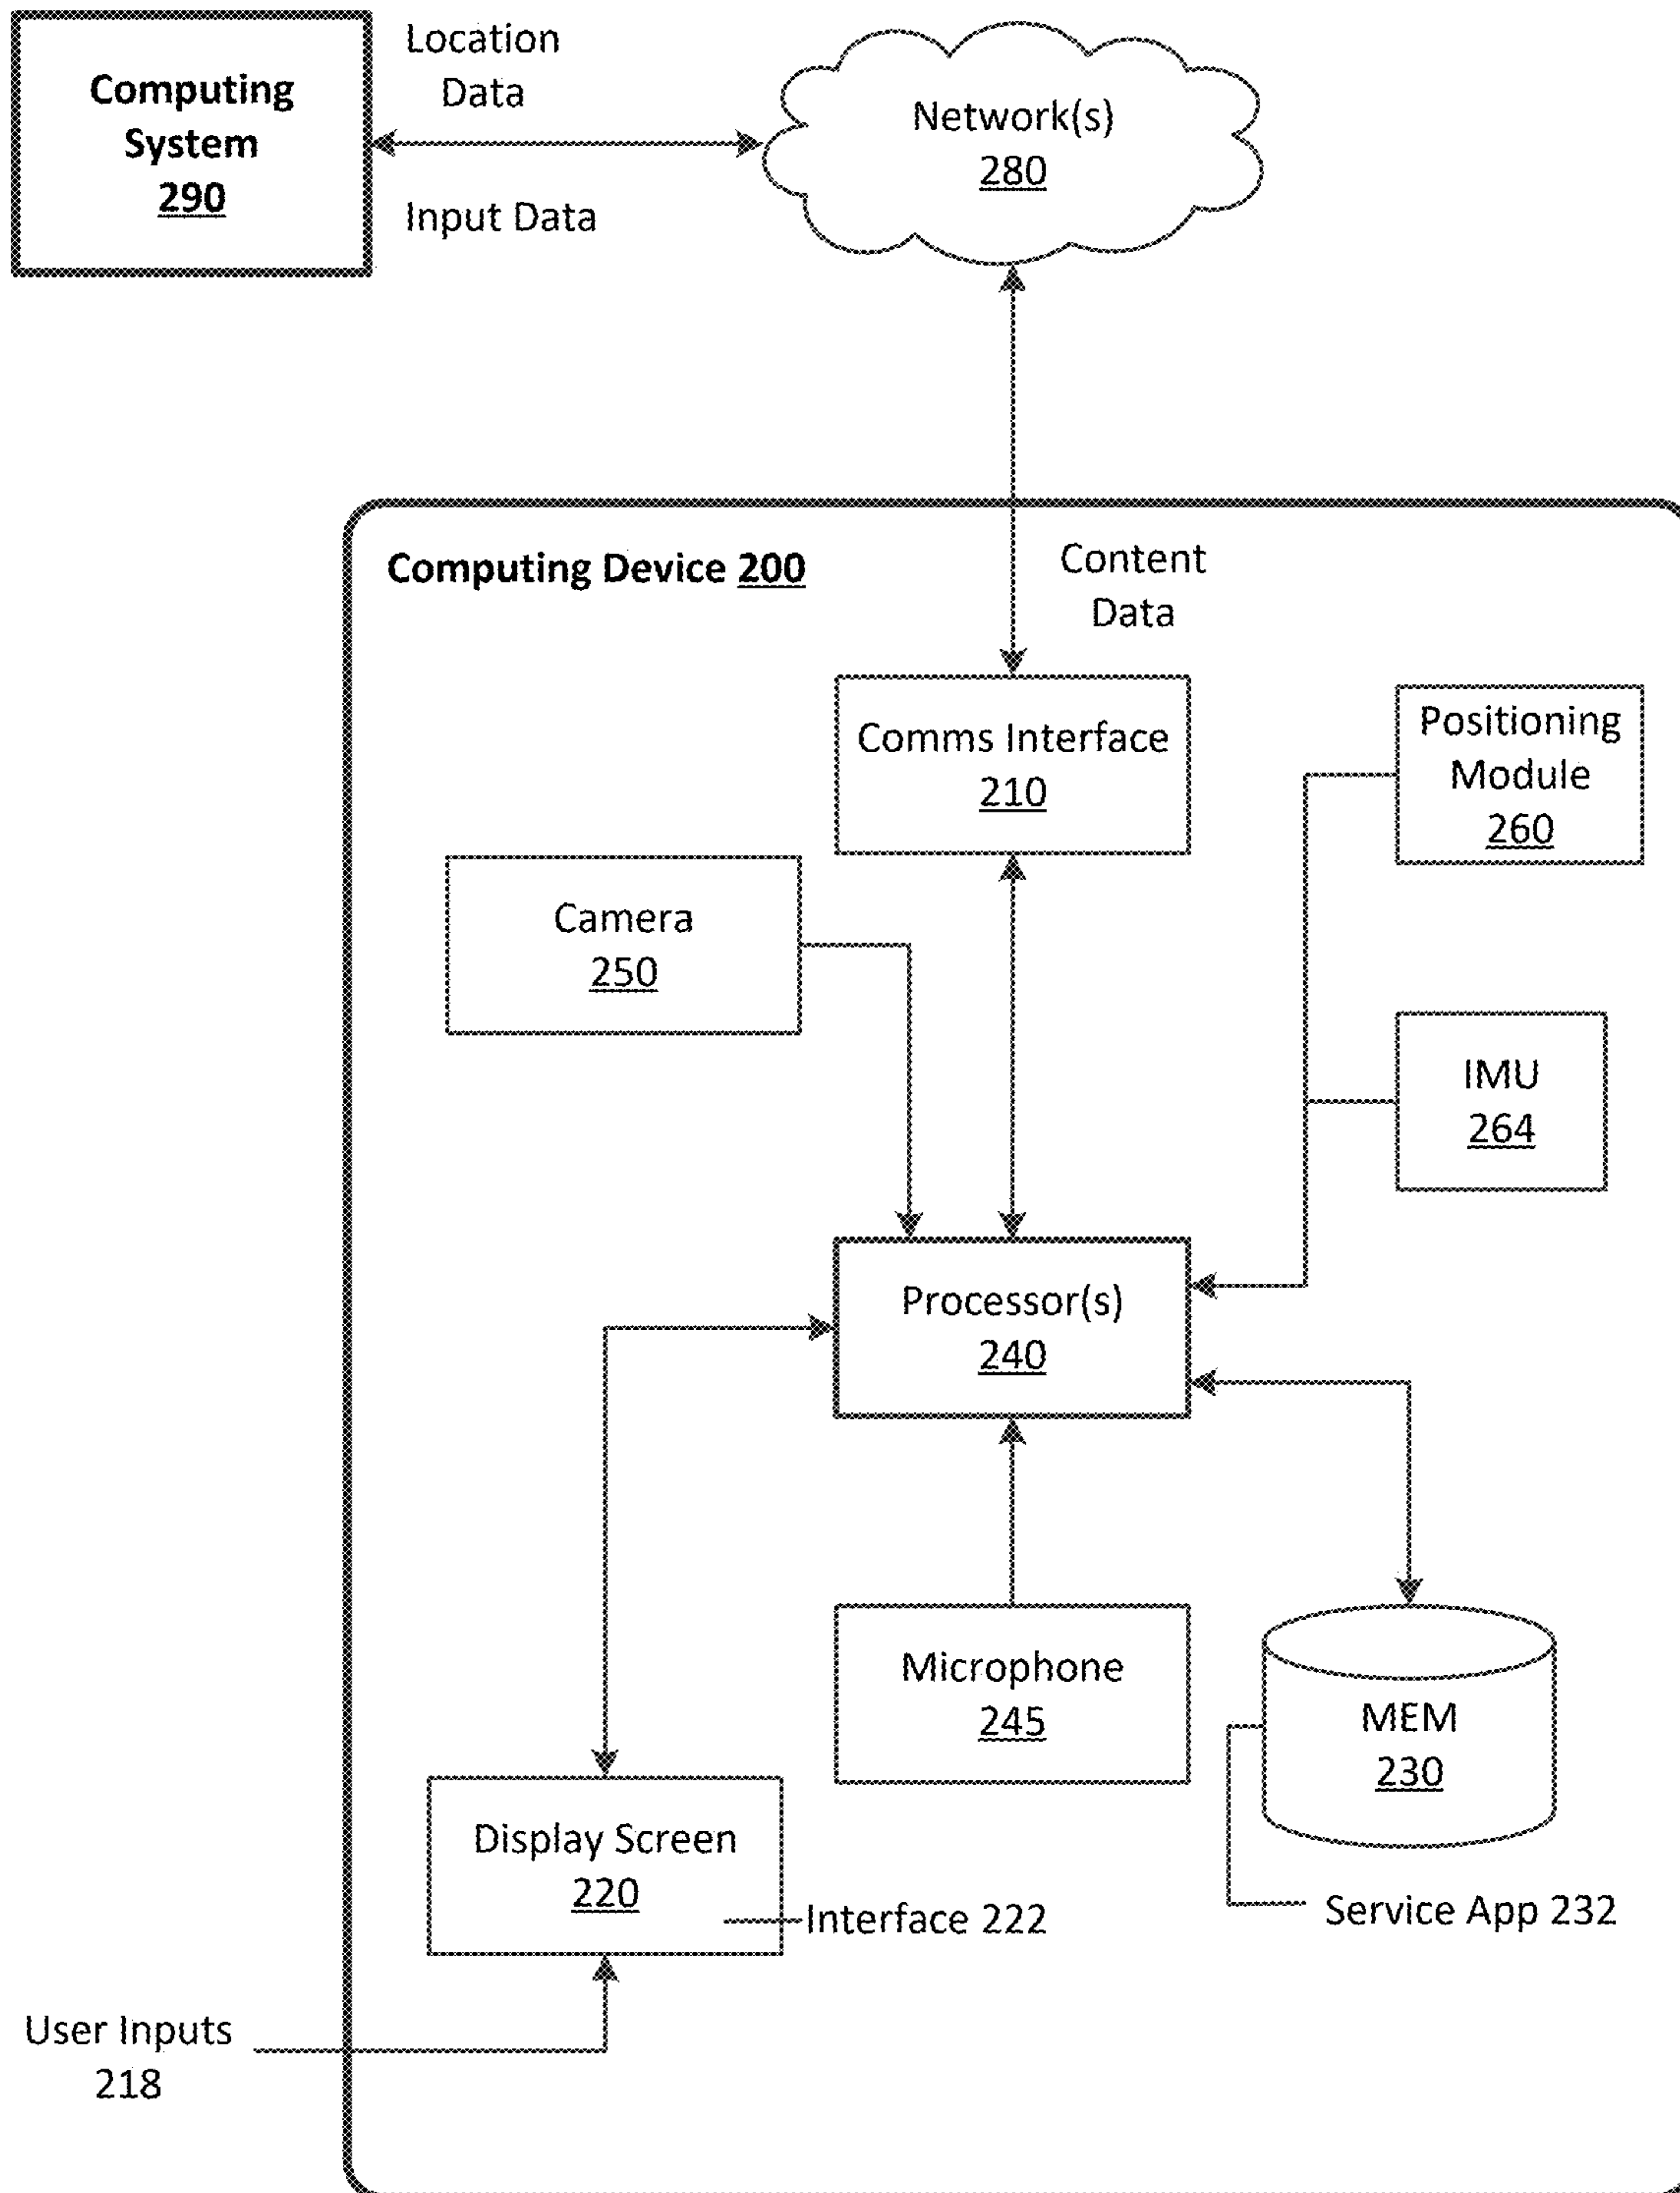 Computing
System
290
Location
Data
Input Data
Network(s)
280
Computing Device 200
Content
Data
Comms Interface
210
Positioning
Module
260
Camera
250
IMU
264
Processor(s)
240
Microphone
245
MEM
230
Display Screen
220
Interface 222
Service App 232
User Inputs
218